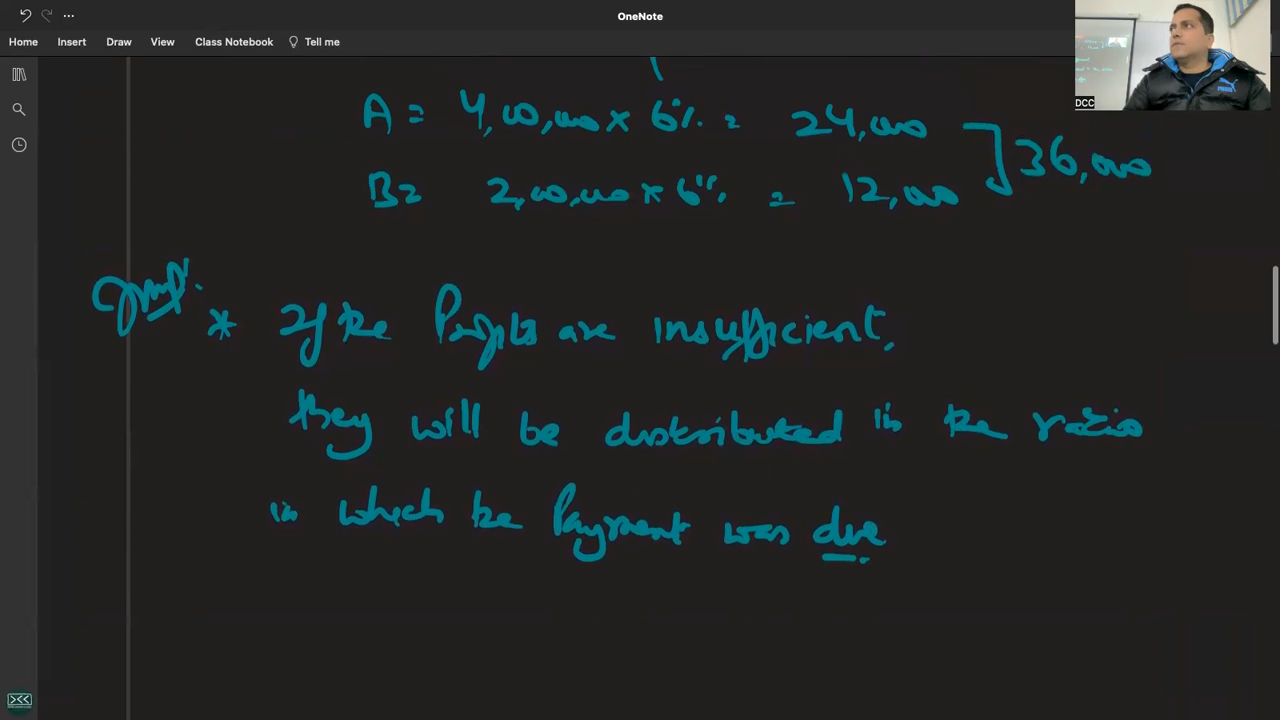 OneNote
Home Insert Draw View Class Notebook Tell me
A = 4,00,000 x 6% = 24,000
B = 2,00,000 x 6% = 12,000 ] 36,000
Imp.
* If the Profits are insufficient,
they will be distributed in the ratio
in which the Payment was due.
DCC